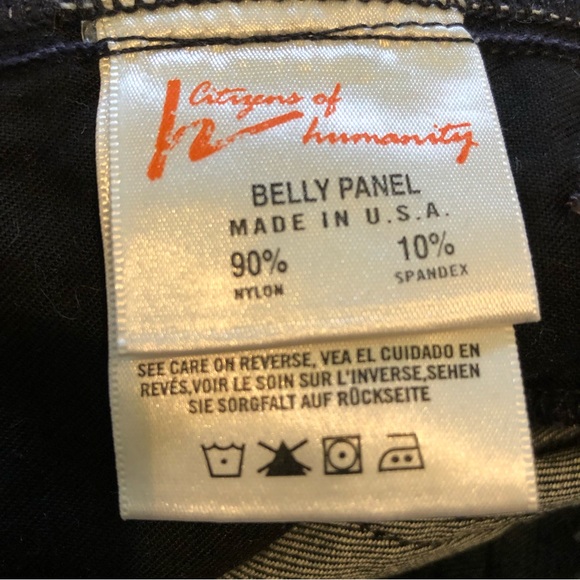 Citizens of
humanity
BELLY PANEL
MADE IN U.S.A.
90% 10%
NYLON SPANDEX
SEE CARE ON REVERSE, VEA EL CUIDADO EN
REVÉS,VOIR LE SOIN SUR L'INVERSE,SEHEN
SIE SORGFALT AUF RÜCKSEITE